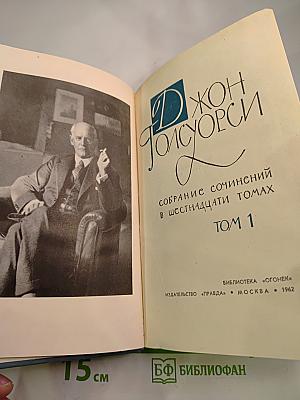 ДЖОН
ГОЛСУОРСИ
СОБРАНИЕ СОЧИНЕНИЙ
В ШЕСТНАДЦАТИ ТОМАХ
ТОМ 1
БИБЛИОТЕКА «ОГОНЕК»
ИЗДАТЕЛЬСТВО «ПРАВДА» • МОСКВА • 1962
15 см
БФ БИБЛИОФАН